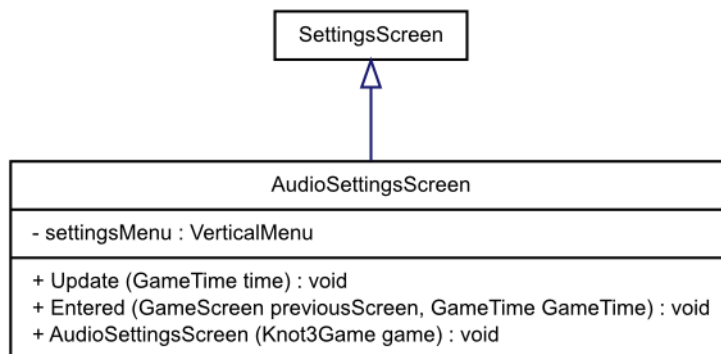 SettingsScreen
AudioSettingsScreen
- settingsMenu : VerticalMenu
+ Update (GameTime time) : void
+ Entered (GameScreen previousScreen, GameTime GameTime) : void
+ AudioSettingsScreen (Knot3Game game) : void